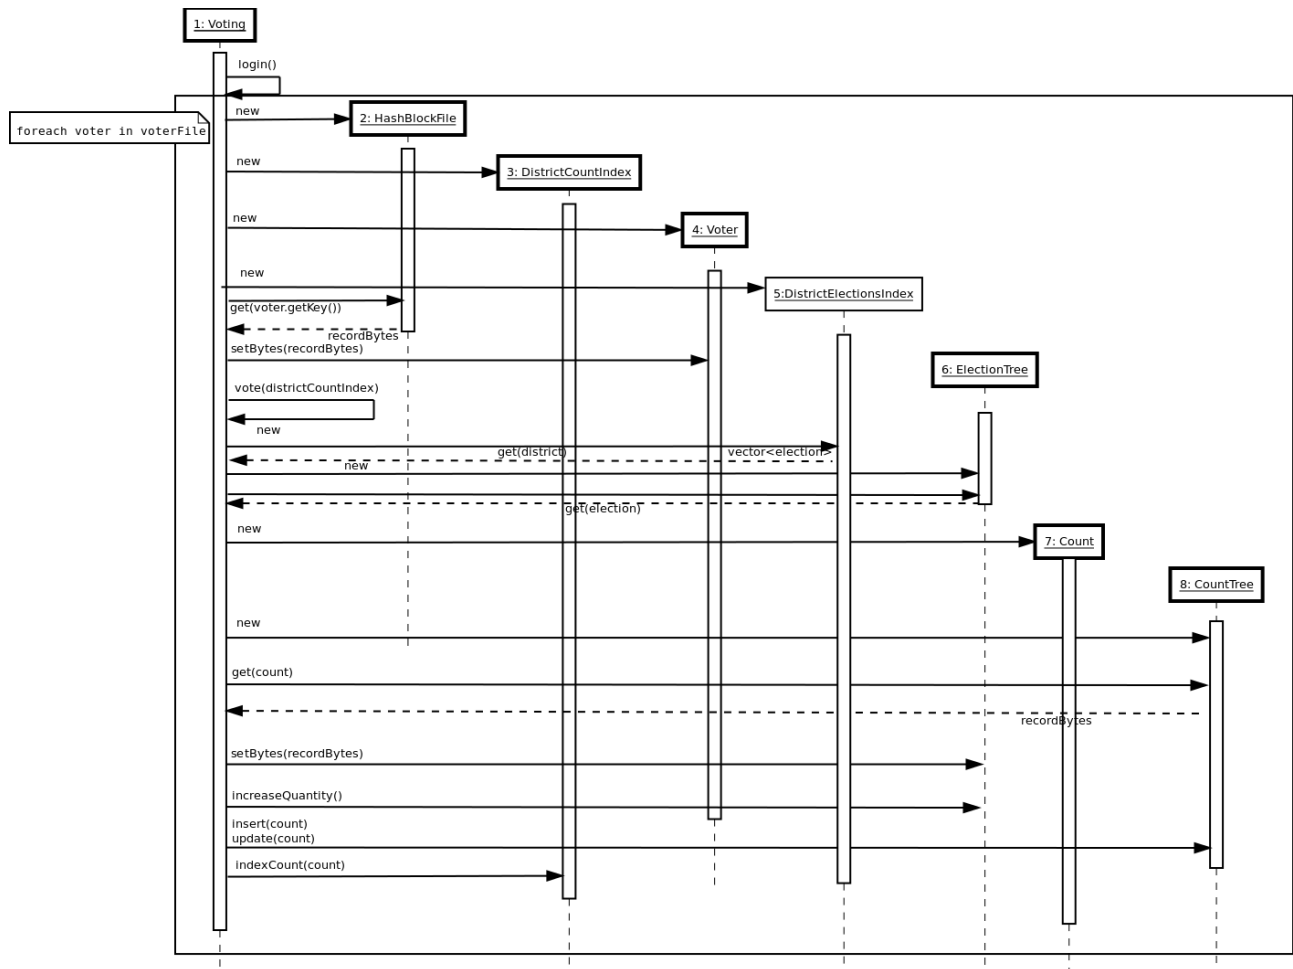 1: Voting
login()
new
2: HashBlockFile
foreach voter in voterFile
new
3: DistrictCountIndex
new
4: Voter
new
5:DistrictElectionsIndex
get(voter.getKey())
recordBytes
setBytes(recordBytes)
6: ElectionTree
vote(districtCountIndex)
new
get(district)
vector<election>
new
get(election)
new
7: Count
8: CountTree
new
get(count)
recordBytes
setBytes(recordBytes)
increaseQuantity()
insert(count)
update(count)
indexCount(count)